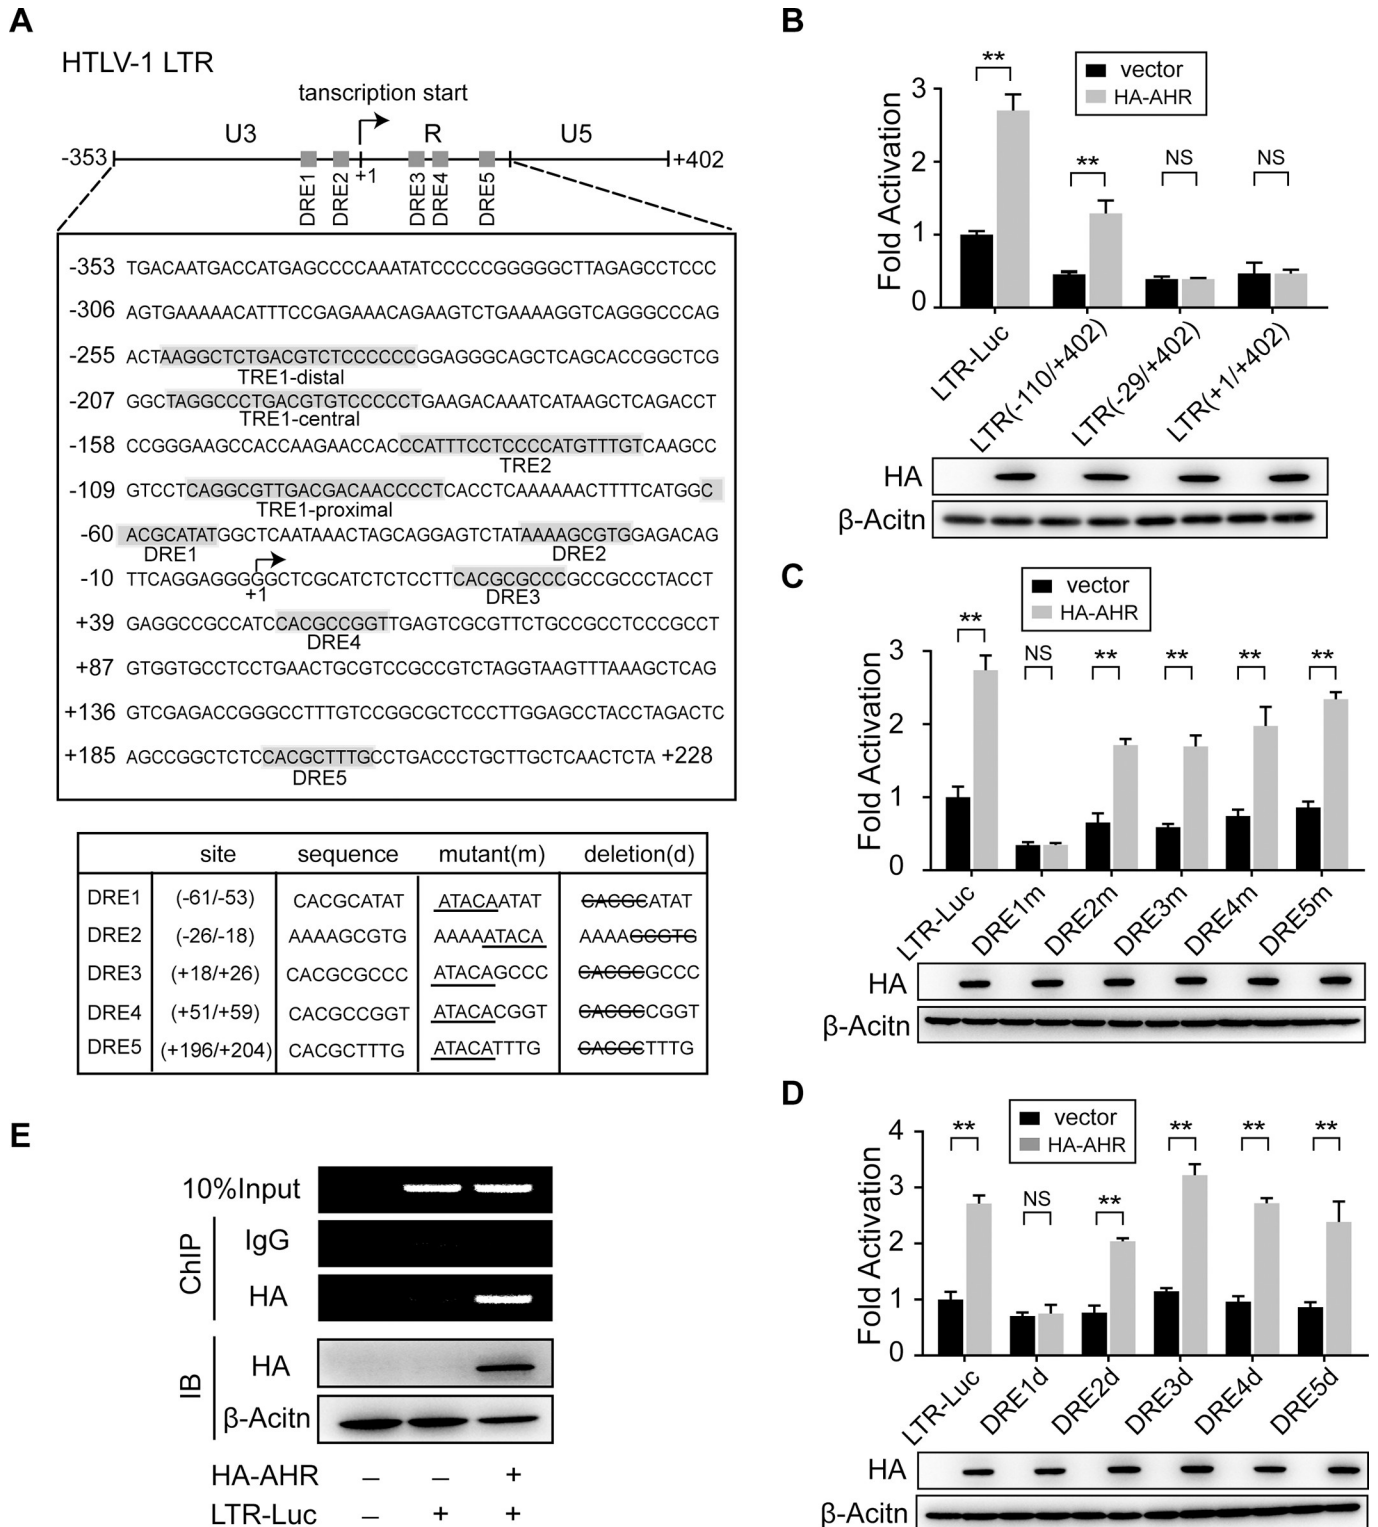 A
HTLV-1 LTR
tanscription start
U3
R
U5
-353
+402
+1
DRE1
DRE2
DRE3
DRE4
DRE5
-353 TGACAATGACCATGAGCCCCAAATATCCCCCGGGGGCTTAGAGCCTCCC
-306 AGTGAAAAACATTTCCGAGAAACAGAAGTCTGAAAAGGTCAGGGCCCAG
-255 ACTAAGGCTCTGACGTCTCCCCCCGGAGGGCAGCTCAGCACCGGCTCG
TRE1-distal
-207 GGCTAGGCCCTGACGTGTCCCCCTGAAGACAAATCATAAGCTCAGACCT
TRE1-central
-158 CCGGGAAGCCACCAAGAACCACCCATTTCCTCCCCATGTTTGTCAAGCC
TRE2
-109 GTCCTCAGGCGTTGACGACAACCCCTCACCTCAAAAAACTTTTCATGGC
TRE1-proximal
-60 ACGCATATGGCTCAATAAACTAGCAGGAGTCTATAAAAGCGTGGAGACAG
DRE1
DRE2
-10 TTCAGGAGGGGGCTCGCATCTCTCCTTCACGCGCCCGCCGCCCTACCT
+1
DRE3
+39 GAGGCCGCCATCCACGCCGGTTGAGTCGCGTTCTGCCGCCTCCCGCCT
DRE4
+87 GTGGTGCCTCCTGAACTGCGTCCGCCGTCTAGGTAAGTTTAAAGCTCAG
+136 GTCGAGACCGGGCCTTTGTCCGGCGCTCCCTTGGAGCCTACCTAGACTC
+185 AGCCGGCTCTCCACGCTTTGCCTGACCCTGCTTGCTCAACTCTA +228
DRE5
site sequence mutant(m) deletion(d)
DRE1 (-61/-53) CACGCATAT ATACAATAT CACGCATAT
DRE2 (-26/-18) AAAAGCGTG AAAAATACA AAAAGCGTG
DRE3 (+18/+26) CACGCGCCC ATACAGCCC CACGCGCCC
DRE4 (+51/+59) CACGCCGGT ATACACGGT CACGCCGGT
DRE5 (+196/+204) CACGCTTTG ATACATTTG CACGCTTTG
B
vector
HA-AHR
Fold Activation
3
2
1
0
**
**
NS
NS
LTR-Luc
LTR(-110/+402)
LTR(-29/+402)
LTR(+1/+402)
HA
β-Acitn
C
vector
HA-AHR
Fold Activation
3
2
1
0
**
NS
**
**
**
**
LTR-Luc
DRE1m
DRE2m
DRE3m
DRE4m
DRE5m
HA
β-Acitn
D
vector
HA-AHR
Fold Activation
4
3
2
1
0
**
NS
**
**
**
**
LTR-Luc
DRE1d
DRE2d
DRE3d
DRE4d
DRE5d
HA
β-Acitn
E
10%Input
ChIP
IgG
HA
IB
HA
β-Acitn
HA-AHR – – +
LTR-Luc – + +